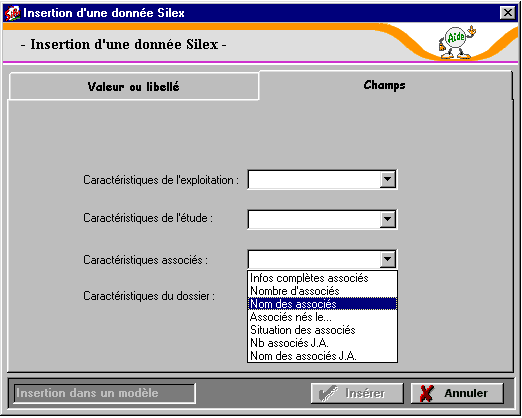 Insertion d'une donnée Silex
- Insertion d'une donnée Silex -
Aide
Valeur ou libellé
Champs
Caractéristiques de l'exploitation :
Caractéristiques de l'étude :
Caractéristiques associés :
Infos complètes associés
Nombre d'associés
Caractéristiques du dossier :
Nom des associés
Associés nés le...
Situation des associés
Nb associés J.A.
Nom des associés J.A.
Insertion dans un modèle
Insérer
Annuler